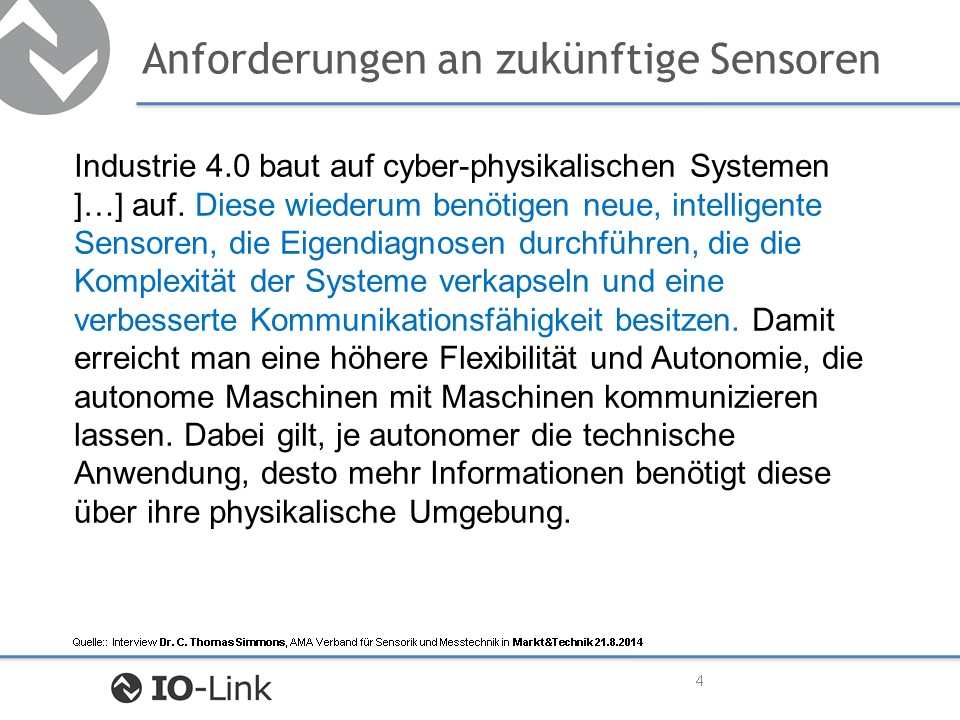 Anforderungen an zukünftige Sensoren
Industrie 4.0 baut auf cyber-physikalischen Systemen
]…] auf. Diese wiederum benötigen neue, intelligente
Sensoren, die Eigendiagnosen durchführen, die die
Komplexität der Systeme verkapseln und eine
verbesserte Kommunikationsfähigkeit besitzen. Damit
erreicht man eine höhere Flexibilität und Autonomie, die
autonome Maschinen mit Maschinen kommunizieren
lassen. Dabei gilt, je autonomer die technische
Anwendung, desto mehr Informationen benötigt diese
über ihre physikalische Umgebung.
Quelle:: Interview Dr. C. Thomas Simmons, AMA Verband für Sensorik und Messtechnik in Markt&Technik 21.8.2014
IO-Link
4